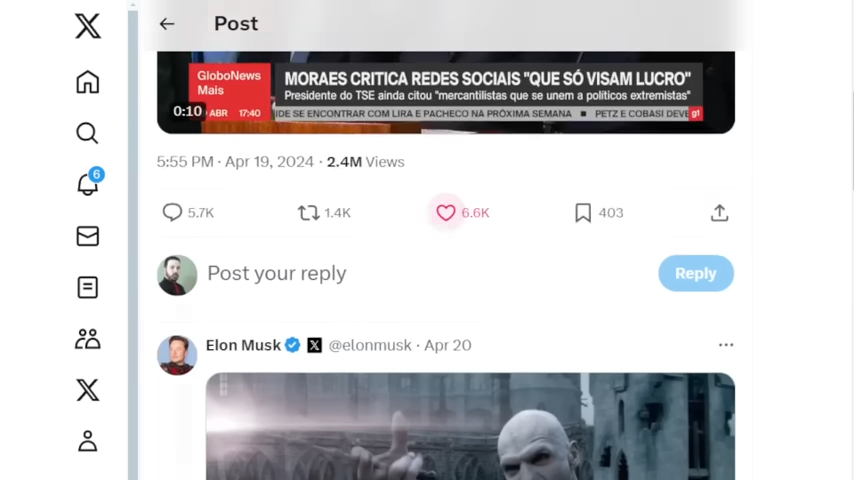 Post
GloboNews
Mais
MORAES CRITICA REDES SOCIAIS "QUE SÓ VISAM LUCRO"
Presidente do TSE ainda citou "mercantilistas que se unem a políticos extremistas"
0:10 ABR 17:40 IDE SE ENCONTRAR COM LIRA E PACHECO NA PRÓXIMA SEMANA ■ PETZ E COBASI DEVE g1
5:55 PM · Apr 19, 2024 · 2.4M Views
6
5.7K 1.4K 6.6K 403
Post your reply Reply
Elon Musk @elonmusk · Apr 20